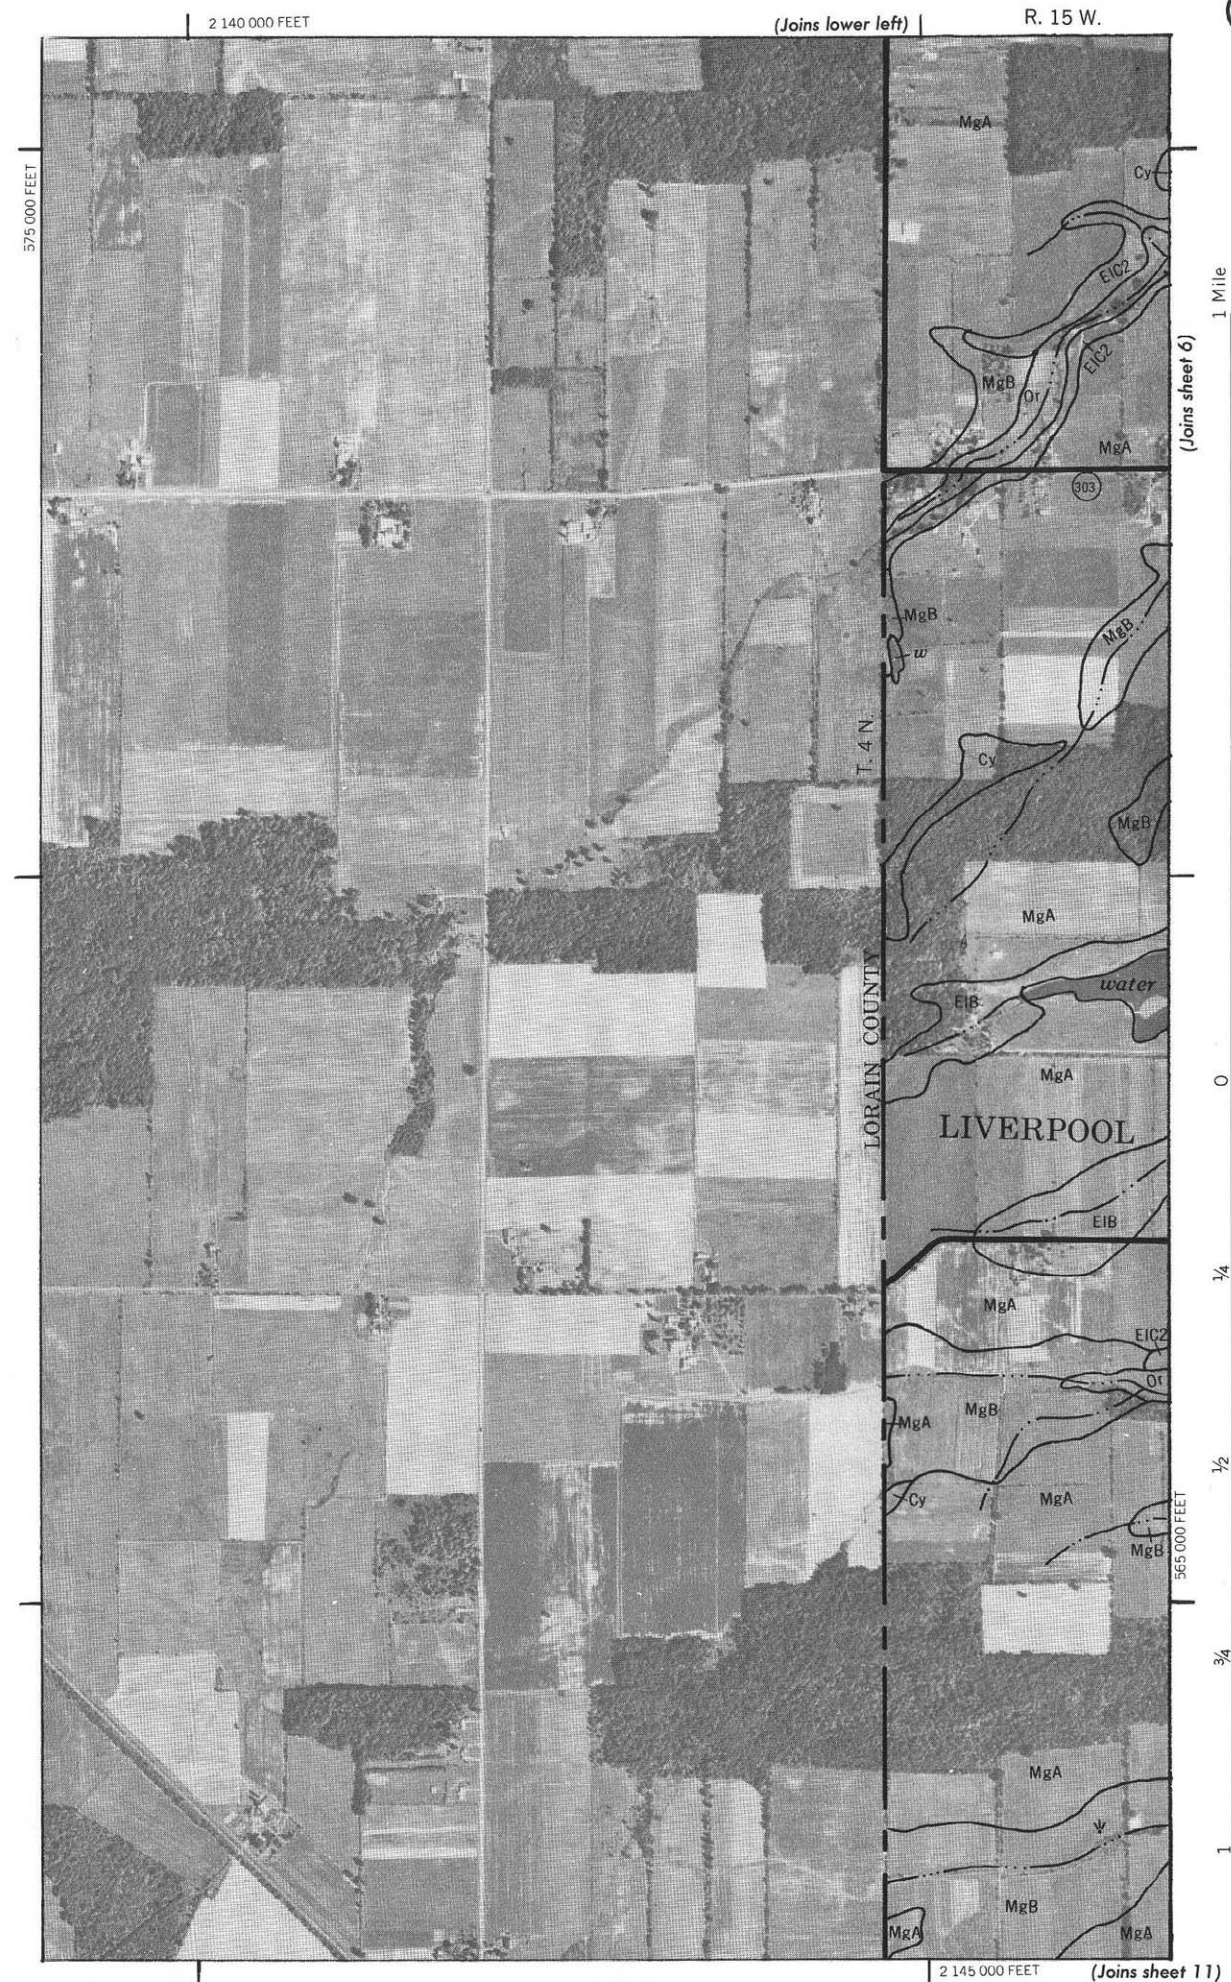 2 140 000 FEET
(Joins lower left)
R. 15 W.
575 000 FEET
MgA
Cy
EIC2
1 Mile
(Joins sheet 6)
EIC2
MgB
Or
MgA
303
MgB
MgB
w
T. 4 N.
Cy
MgB
MgA
LORAIN COUNTY
water
EIB
MgA
0
LIVERPOOL
EIB
1/4
MgA
EIC2
Or
MgB
MgA
1/2
MgA
Cy
565 000 FEET
MgB
3/4
MgA
1
MgB
MgA
MgA
2 145 000 FEET
(Joins sheet 11)